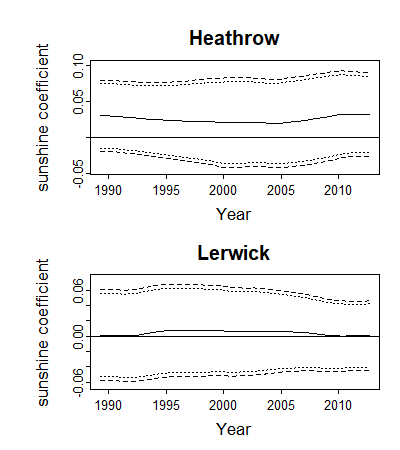 Heathrow
sunshine coefficient
-0.05 0.05 0.10
1990 1995 2000 2005 2010
Year
Lerwick
sunshine coefficient
-0.06 0.00 0.06
1990 1995 2000 2005 2010
Year